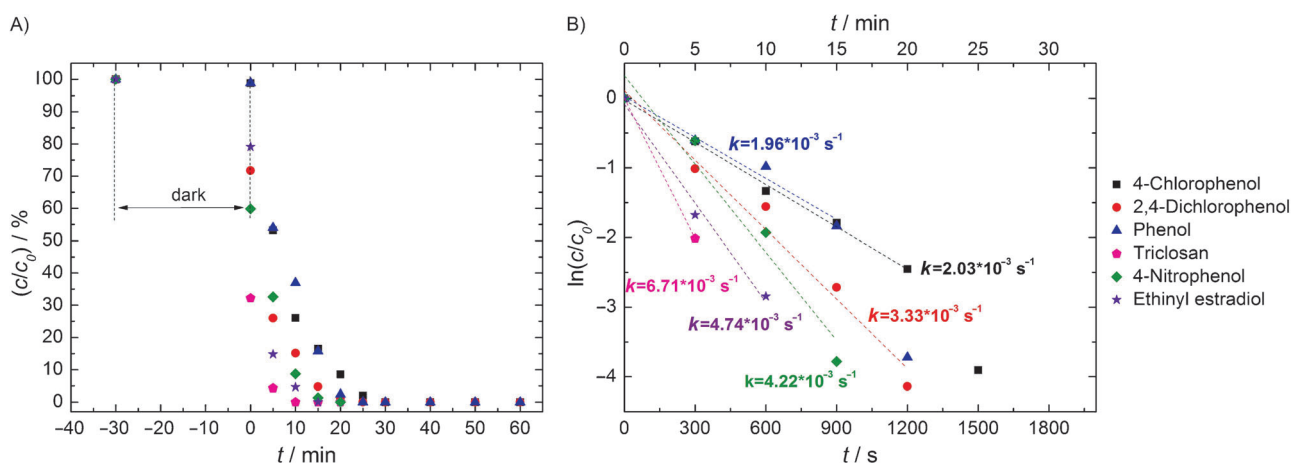 A)
(c/c₀) / %
100
90
80
70
60
50
40
30
20
10
0
dark
−40 −30 −20 −10 0 10 20 30 40 50 60
t / min
B)
t / min
0 5 10 15 20 25 30
ln(c/c₀)
0
−1
−2
−3
−4
k=1.96*10⁻³ s⁻¹
k=2.03*10⁻³ s⁻¹
k=6.71*10⁻³ s⁻¹
k=3.33*10⁻³ s⁻¹
k=4.74*10⁻³ s⁻¹
k=4.22*10⁻³ s⁻¹
0 300 600 900 1200 1500 1800
t / s
4-Chlorophenol
2,4-Dichlorophenol
Phenol
Triclosan
4-Nitrophenol
Ethinyl estradiol